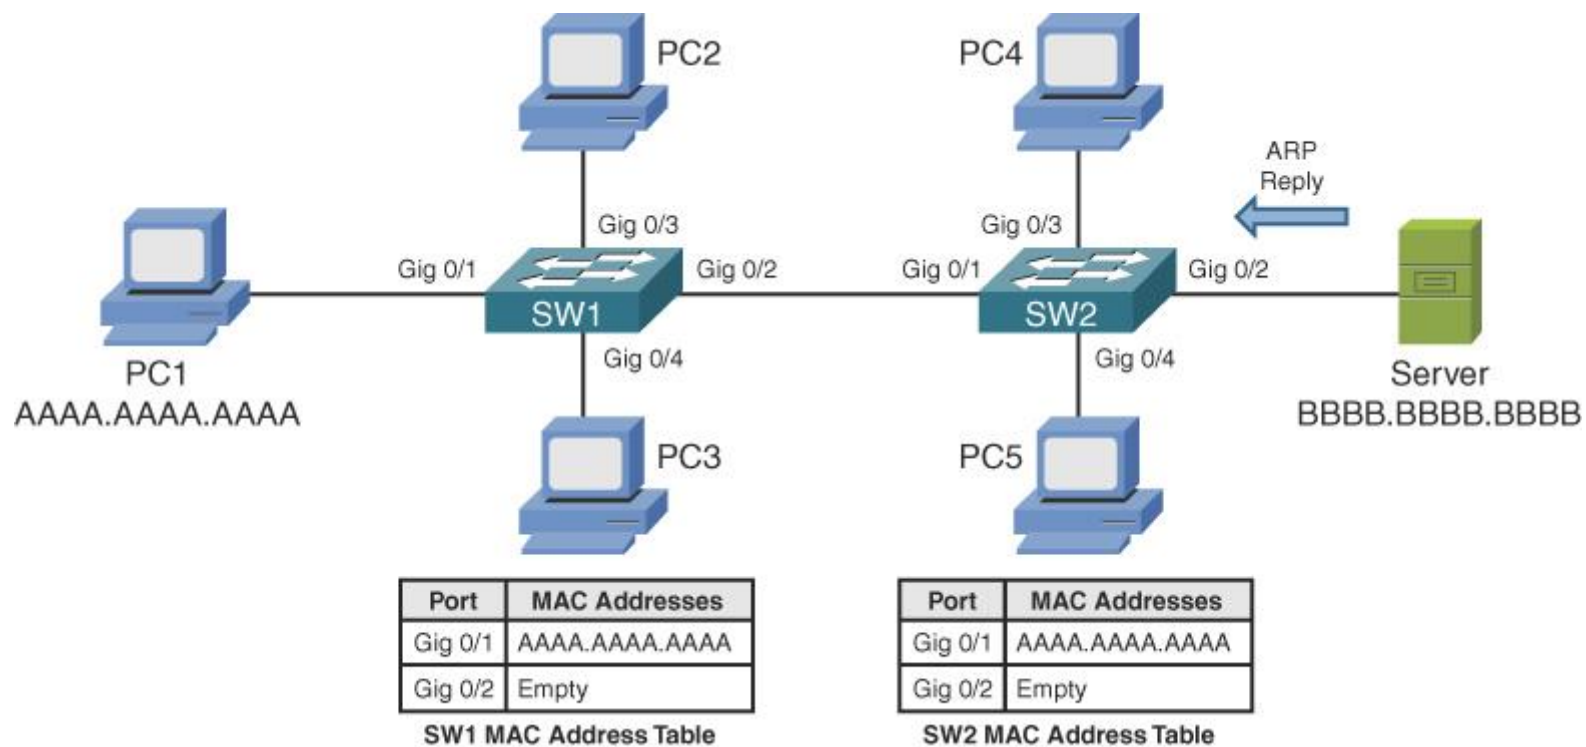 PC2
PC4
ARP
Reply
Gig 0/3
Gig 0/3
Gig 0/1
Gig 0/2
Gig 0/1
Gig 0/2
SW1
SW2
Gig 0/4
Gig 0/4
PC1
AAAA.AAAA.AAAA
Server
BBBB.BBBB.BBBB
PC3
PC5
Port MAC Addresses
Gig 0/1 AAAA.AAAA.AAAA
Gig 0/2 Empty
SW1 MAC Address Table
Port MAC Addresses
Gig 0/1 AAAA.AAAA.AAAA
Gig 0/2 Empty
SW2 MAC Address Table